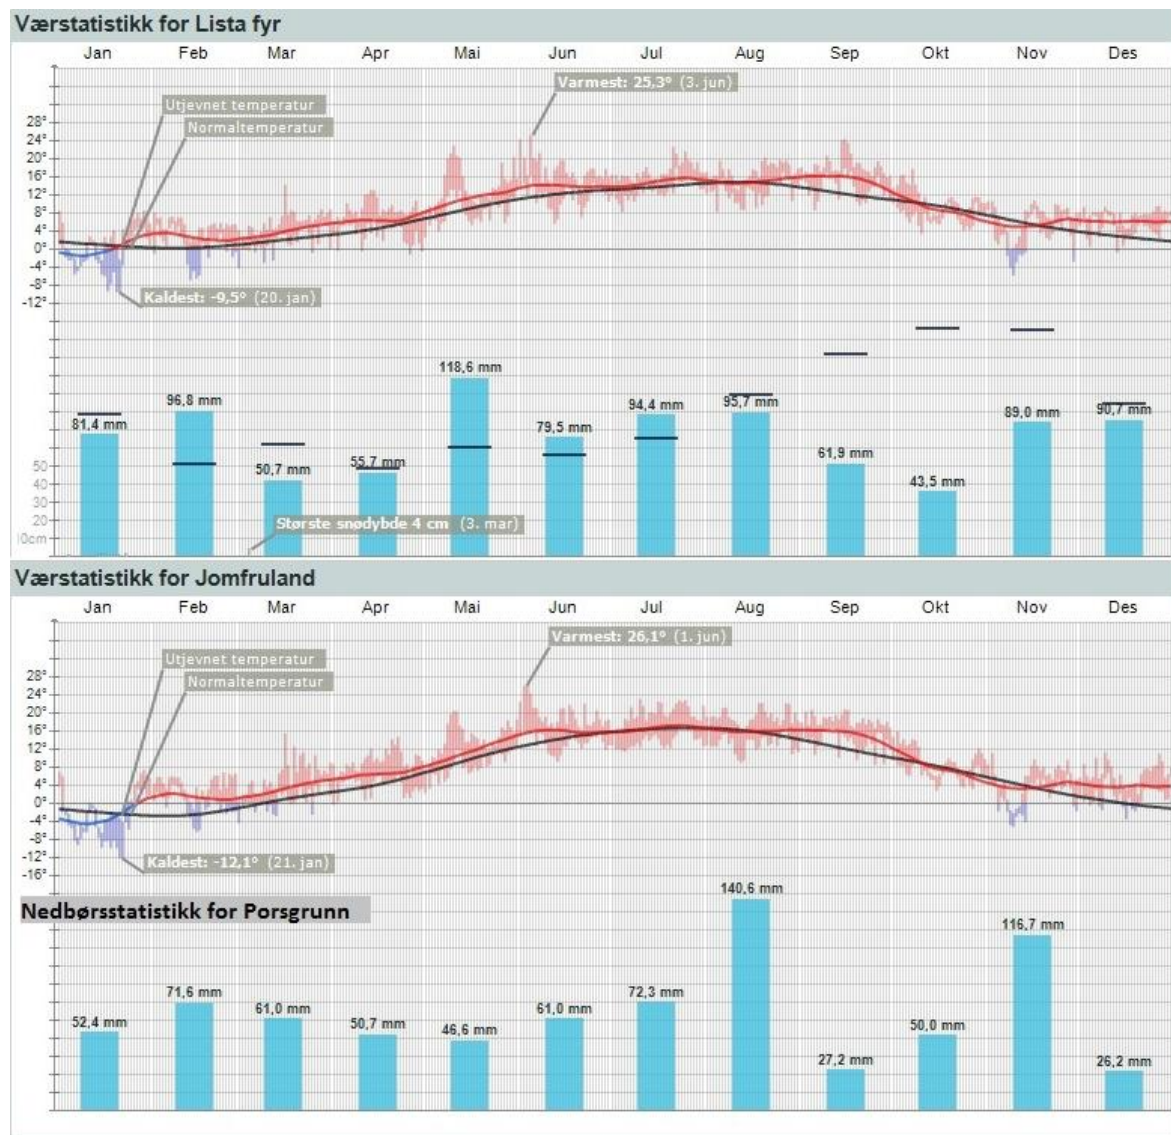 Værstatistikk for Lista fyr
Jan Feb Mar Apr Mai Jun Jul Aug Sep Okt Nov Des
Varmest: 25,3° (3. jun)
Utjevnet temperatur
Normaltemperatur
28°
24°
20°
16°
12°
8°
4°
0°
-4°
-8°
-12°
Kaldest: -9,5° (20. jan)
81,4 mm 96,8 mm 50,7 mm 55,7 mm 118,6 mm 79,5 mm 94,4 mm 95,7 mm 61,9 mm 43,5 mm 89,0 mm 90,7 mm
50
40
30
20
10cm
Største snødybde 4 cm (3. mar)
Værstatistikk for Jomfruland
Jan Feb Mar Apr Mai Jun Jul Aug Sep Okt Nov Des
Varmest: 26,1° (1. jun)
Utjevnet temperatur
Normaltemperatur
28°
24°
20°
16°
12°
8°
4°
0°
-4°
-8°
-12°
-16°
Kaldest: -12,1° (21. jan)
Nedbørsstatistikk for Porsgrunn
52,4 mm 71,6 mm 61,0 mm 50,7 mm 46,6 mm 61,0 mm 72,3 mm 140,6 mm 27,2 mm 50,0 mm 116,7 mm 26,2 mm